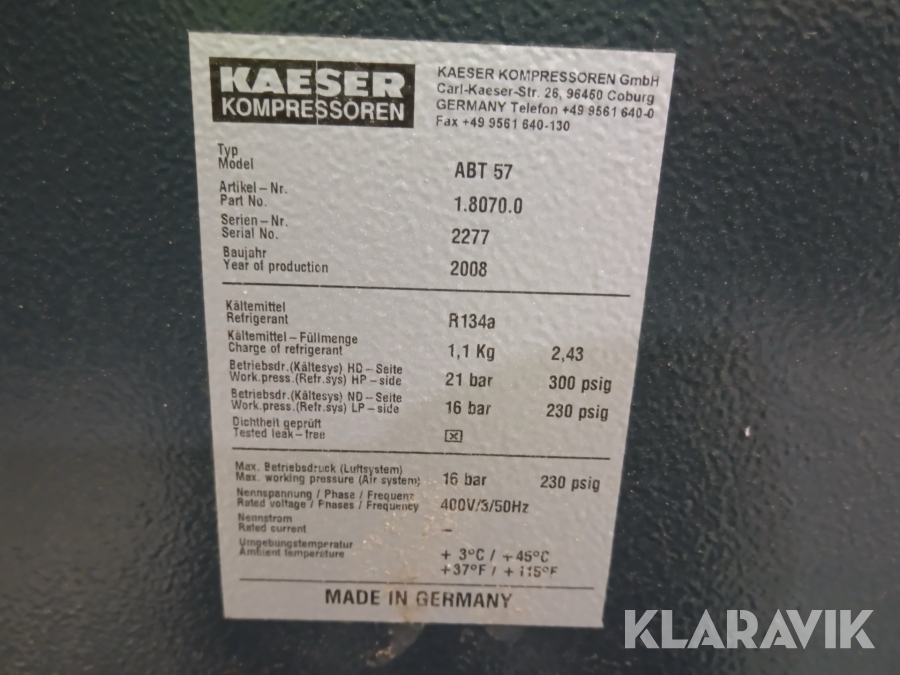 KAESER
KOMPRESSOREN
KAESER KOMPRESSOREN GmbH
Carl-Kaeser-Str. 26, 96450 Coburg
GERMANY Telefon +49 9561 640-0
Fax +49 9561 640-130
Typ
Model ABT 57
Artikel – Nr.
Part No. 1.8070.0
Serien – Nr.
Serial No. 2277
Baujahr
Year of production 2008
Kältemittel
Refrigerant R134a
Kältemittel – Füllmenge
Charge of refrigerant 1,1 Kg 2,43
Betriebsdr.(Kältesys) HD – Seite
Work.press.(Refr.sys) HP – side 21 bar 300 psig
Betriebsdr.(Kältesys) ND – Seite
Work.press.(Refr.sys) LP – side 16 bar 230 psig
Dichtheit geprüft
Tested leak – free ☒
Max. Betriebsdruck (Luftsystem)
Max. working pressure (Air system) 16 bar 230 psig
Nennspannung / Phase / Frequenz
Rated voltage / Phases / Frequency 400V/3/50Hz
Nennstrom
Rated current –
Umgebungstemperatur
Ambient temperature + 3°C / +45°C
+37°F / +115°F
MADE IN GERMANY
KLARAVIK